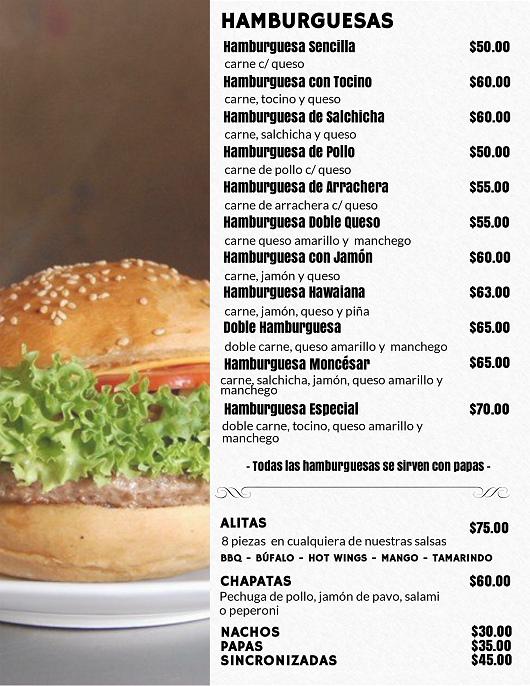 HAMBURGUESAS
Hamburguesa Sencilla $50.00
carne c/ queso
Hamburguesa con Tocino $60.00
carne, tocino y queso
Hamburguesa de Salchicha $60.00
carne, salchicha y queso
Hamburguesa de Pollo $50.00
carne de pollo c/ queso
Hamburguesa de Arrachera $55.00
carne de arrachera c/ queso
Hamburguesa Doble Queso $55.00
carne queso amarillo y manchego
Hamburguesa con Jamón $60.00
carne, jamón y queso
Hamburguesa Hawaiana $63.00
carne, jamón, queso y piña
Doble Hamburguesa $65.00
doble carne, queso amarillo y manchego
Hamburguesa Moncésar $65.00
carne, salchicha, jamón, queso amarillo y
manchego
Hamburguesa Especial $70.00
doble carne, tocino, queso amarillo y
manchego
- Todas las hamburguesas se sirven con papas -
ALITAS $75.00
8 piezas en cualquiera de nuestras salsas
BBQ - BÚFALO - HOT WINGS - MANGO - TAMARINDO
CHAPATAS $60.00
Pechuga de pollo, jamón de pavo, salami
o peperoni
NACHOS $30.00
PAPAS $35.00
SINCRONIZADAS $45.00